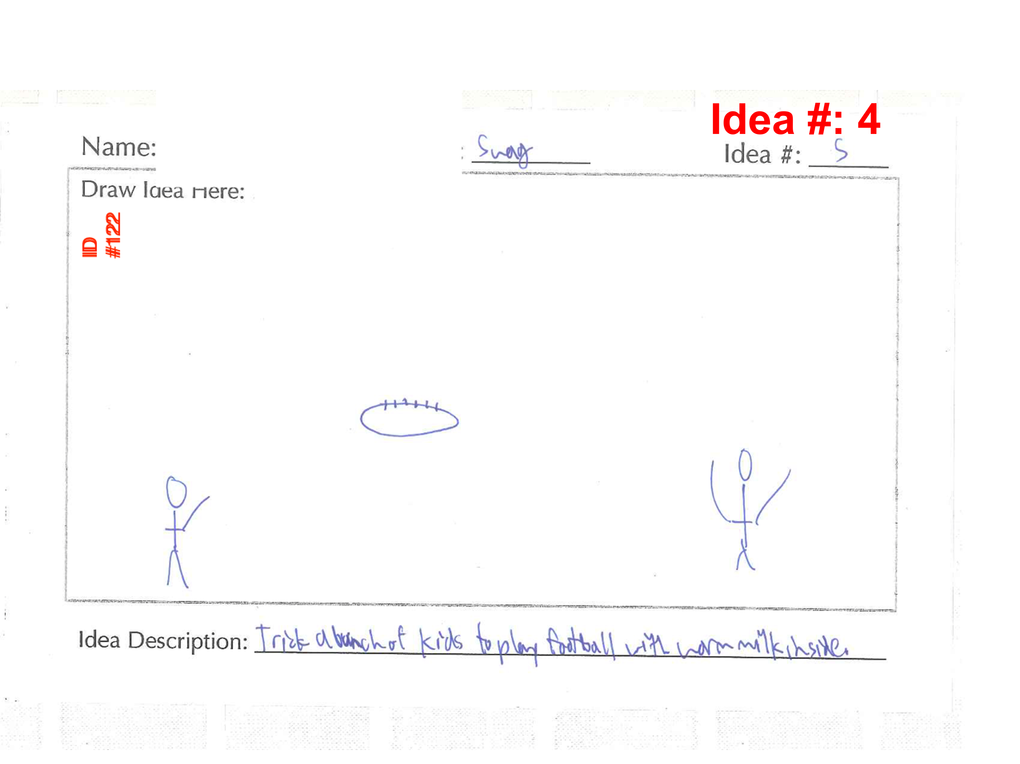 Idea #: 4
Name: : Swag Idea #: 5
Draw Idea Here:
IID
#122
Idea Description: Trick a bunch of kids to play football with warm milk inside.